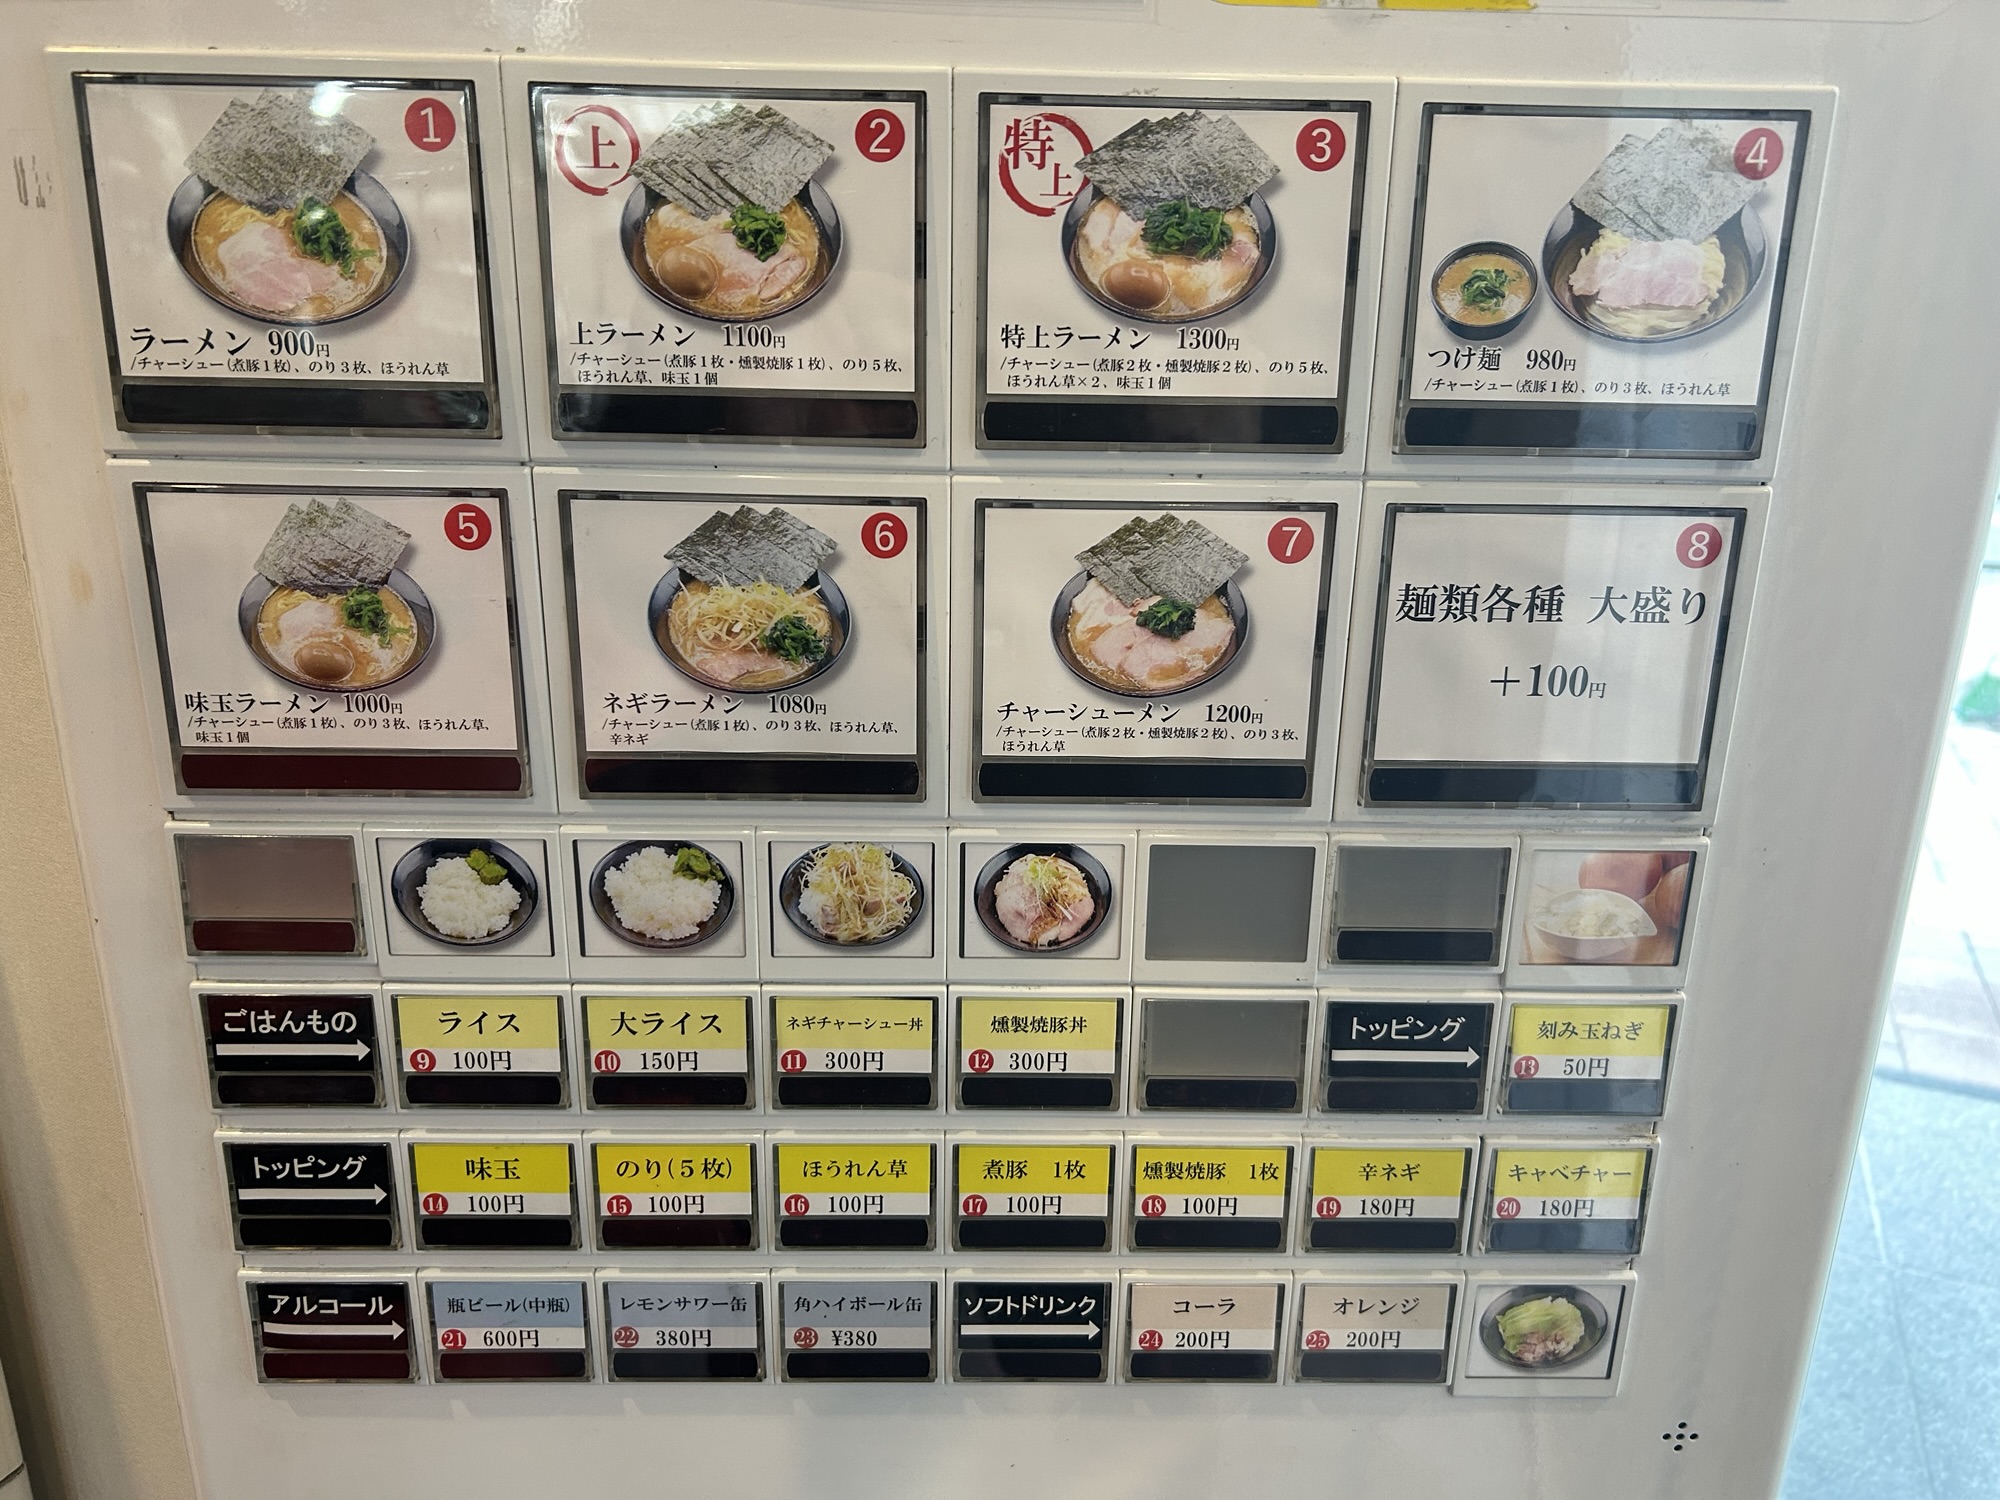 1
ラーメン 900円
/チャーシュー(煮豚1枚)、のり3枚、ほうれん草
上
2
上ラーメン 1100円
/チャーシュー(煮豚1枚・燻製焼豚1枚)、のり5枚、
ほうれん草、味玉1個
特上
3
特上ラーメン 1300円
/チャーシュー(煮豚2枚・燻製焼豚2枚)、のり5枚、
ほうれん草×2、味玉1個
4
つけ麺 980円
/チャーシュー(煮豚1枚)、のり3枚、ほうれん草
5
味玉ラーメン 1000円
/チャーシュー(煮豚1枚)、のり3枚、ほうれん草、
味玉1個
6
ネギラーメン 1080円
/チャーシュー(煮豚1枚)、のり3枚、ほうれん草、
辛ネギ
7
チャーシューメン 1200円
/チャーシュー(煮豚2枚・燻製焼豚2枚)、のり3枚、
ほうれん草
8
麺類各種 大盛り
+100円
ごはんもの
ライス
9 100円
大ライス
10 150円
ネギチャーシュー丼
11 300円
燻製焼豚丼
12 300円
トッピング
刻み玉ねぎ
13 50円
トッピング
味玉
14 100円
のり(5枚)
15 100円
ほうれん草
16 100円
煮豚 1枚
17 100円
燻製焼豚 1枚
18 100円
辛ネギ
19 180円
キャベチャー
20 180円
アルコール
瓶ビール(中瓶)
21 600円
レモンサワー缶
22 380円
角ハイボール缶
23 ¥380
ソフトドリンク
コーラ
24 200円
オレンジ
25 200円